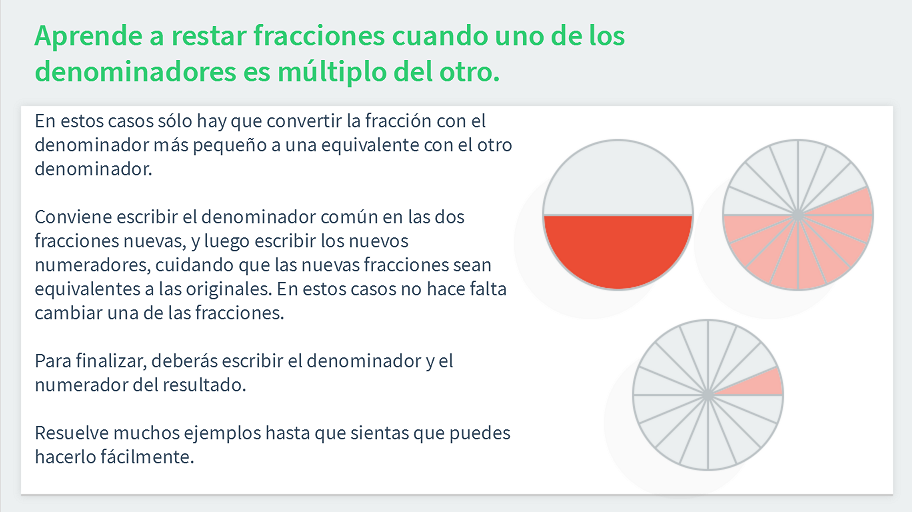 Aprende a restar fracciones cuando uno de los
denominadores es múltiplo del otro.
En estos casos sólo hay que convertir la fracción con el
denominador más pequeño a una equivalente con el otro
denominador.
Conviene escribir el denominador común en las dos
fracciones nuevas, y luego escribir los nuevos
numeradores, cuidando que las nuevas fracciones sean
equivalentes a las originales. En estos casos no hace falta
cambiar una de las fracciones.
Para finalizar, deberás escribir el denominador y el
numerador del resultado.
Resuelve muchos ejemplos hasta que sientas que puedes
hacerlo fácilmente.